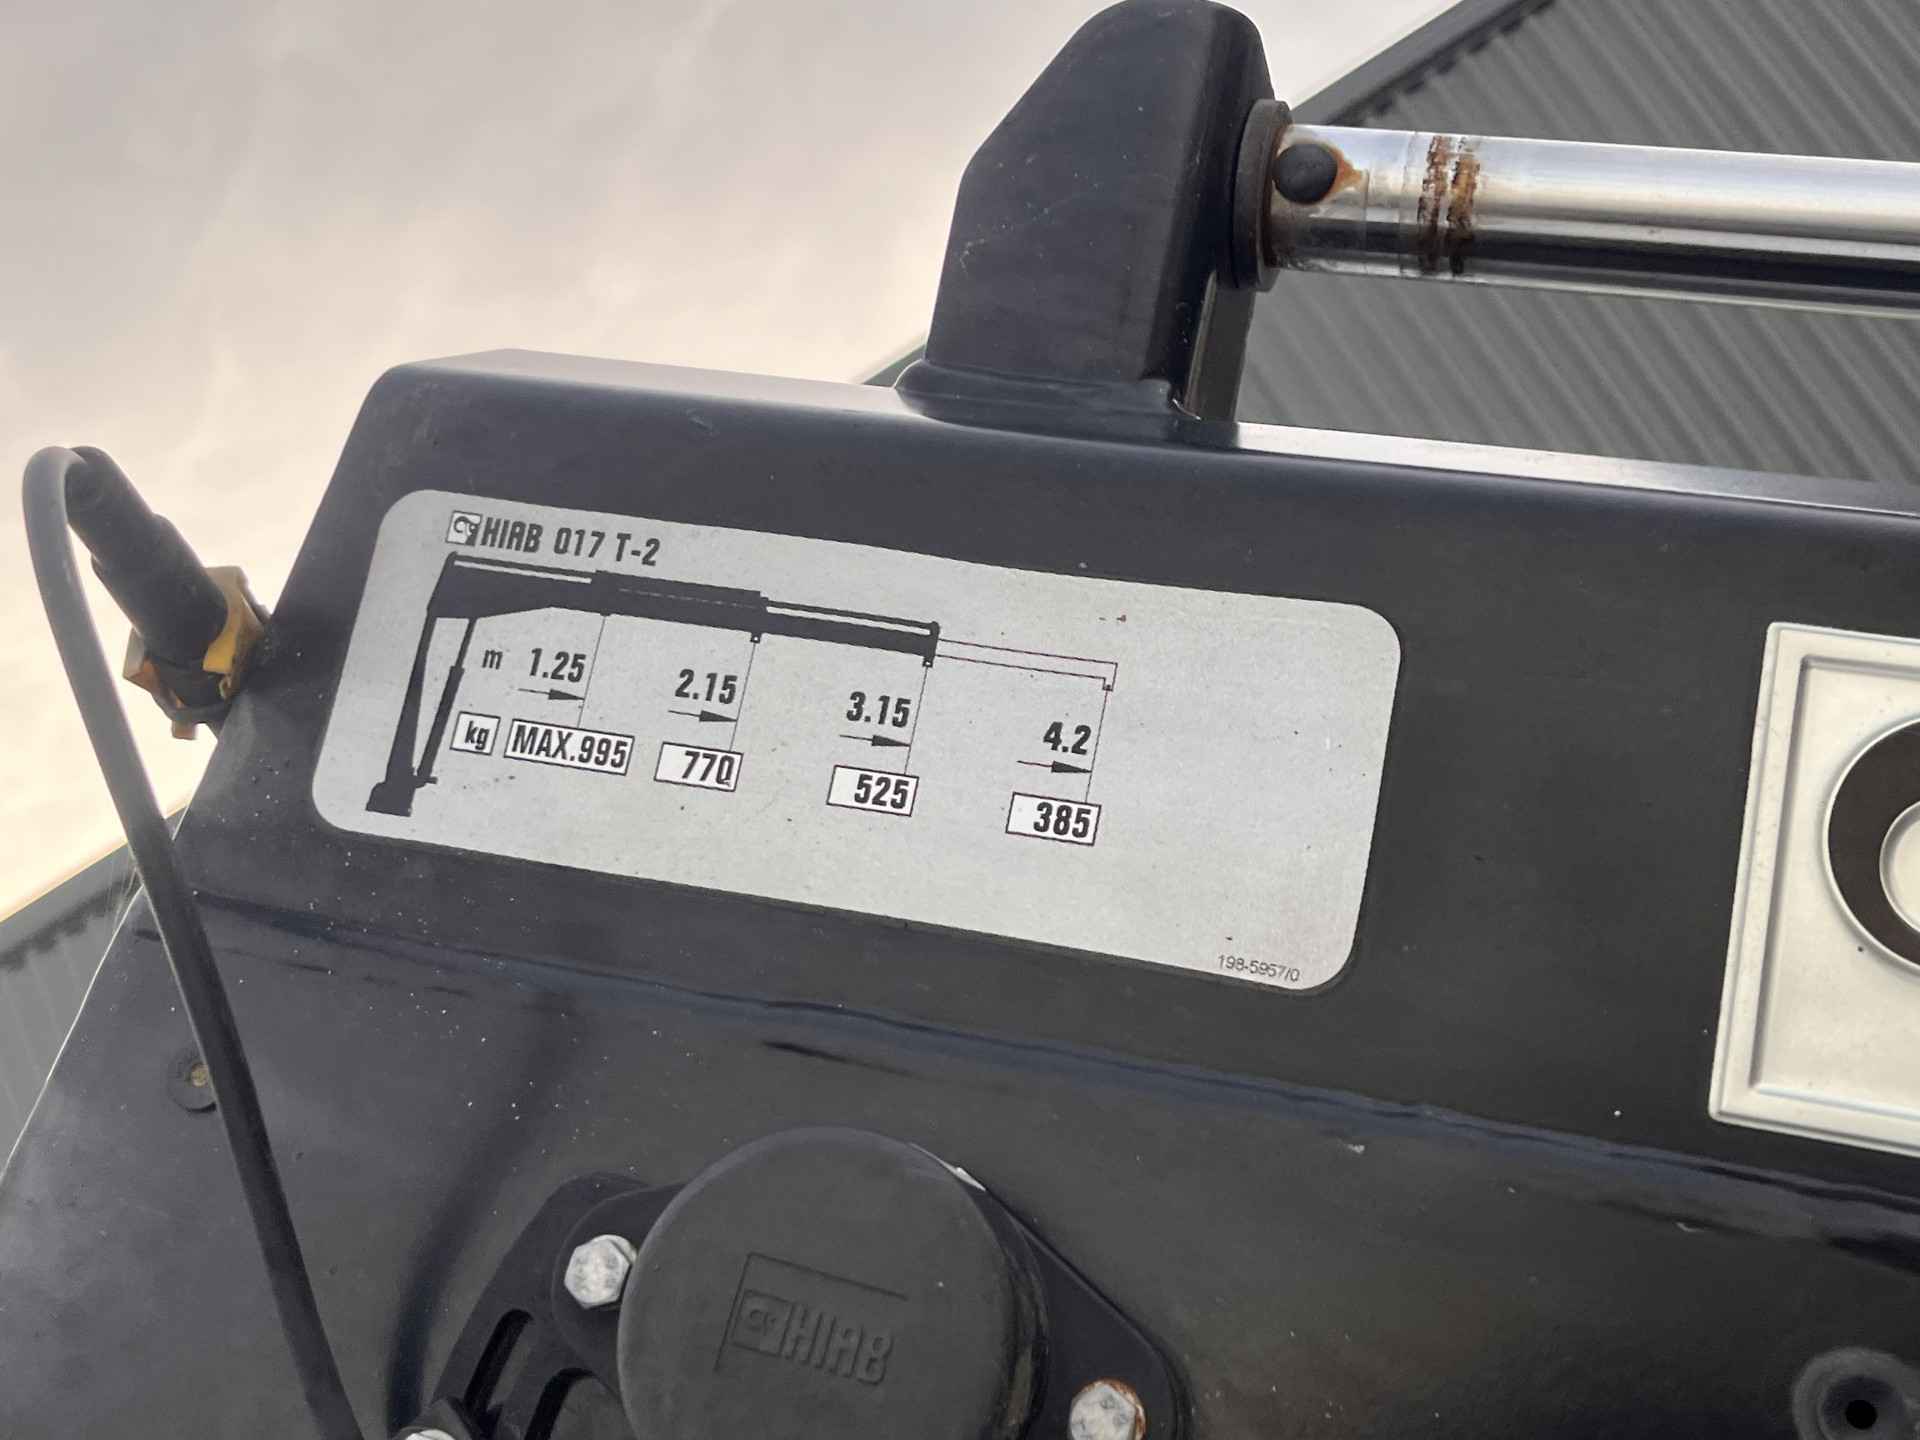 HIAB 017 T-2
m 1.25 2.15 3.15 4.2
kg MAX.995 770 525 385
198-5957/0
HIAB